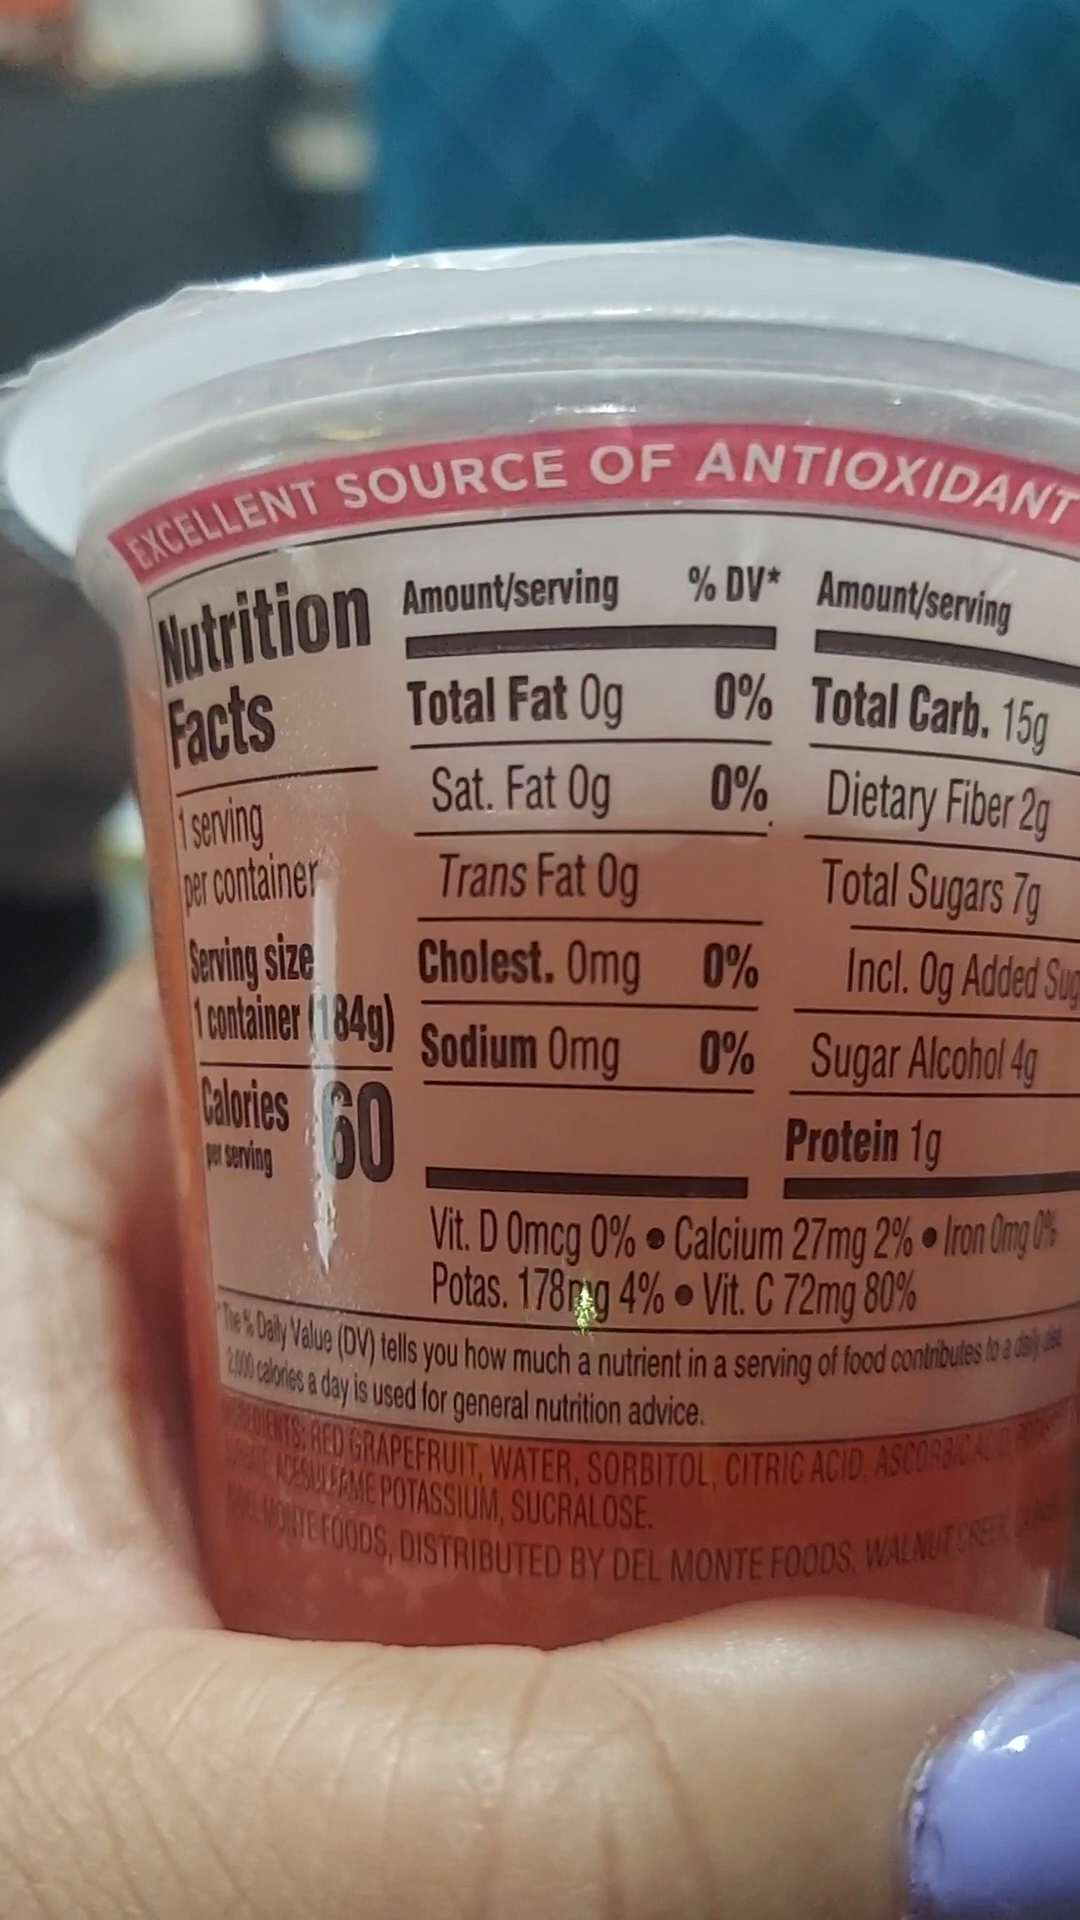 EXCELLENT SOURCE OF ANTIOXIDANT
Nutrition
Facts
1 serving
per container
Serving size
1 container (184g)
Calories 60
per serving
Amount/serving % DV*
Total Fat 0g 0%
Sat. Fat 0g 0%
Trans Fat 0g
Cholest. 0mg 0%
Sodium 0mg 0%
Amount/serving
Total Carb. 15g
Dietary Fiber 2g
Total Sugars 7g
Incl. 0g Added Sug
Sugar Alcohol 4g
Protein 1g
Vit. D 0mcg 0% • Calcium 27mg 2% • Iron 0mg 0%
Potas. 178mg 4% • Vit. C 72mg 80%
*The % Daily Value (DV) tells you how much a nutrient in a serving of food contributes to a daily diet
2,000 calories a day is used for general nutrition advice.
INGREDIENTS: RED GRAPEFRUIT, WATER, SORBITOL, CITRIC ACID, ASCORBIC ACID,
ACESULFAME POTASSIUM, SUCRALOSE.
DEL MONTE FOODS, DISTRIBUTED BY DEL MONTE FOODS, WALNUT CREEK,